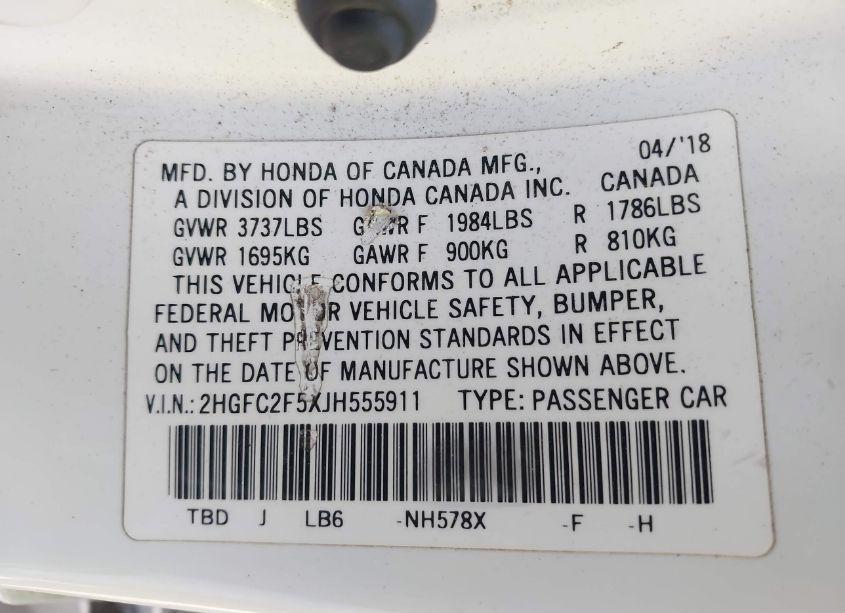 04/'18
MFD. BY HONDA OF CANADA MFG.,
A DIVISION OF HONDA CANADA INC. CANADA
GVWR 3737LBS GAWR F 1984LBS R 1786LBS
GVWR 1695KG GAWR F 900KG R 810KG
THIS VEHICLE CONFORMS TO ALL APPLICABLE
FEDERAL MOTOR VEHICLE SAFETY, BUMPER,
AND THEFT PREVENTION STANDARDS IN EFFECT
ON THE DATE OF MANUFACTURE SHOWN ABOVE.
V.I.N.: 2HGFC2F5XJH555911 TYPE: PASSENGER CAR
TBD J LB6 -NH578X -F -H